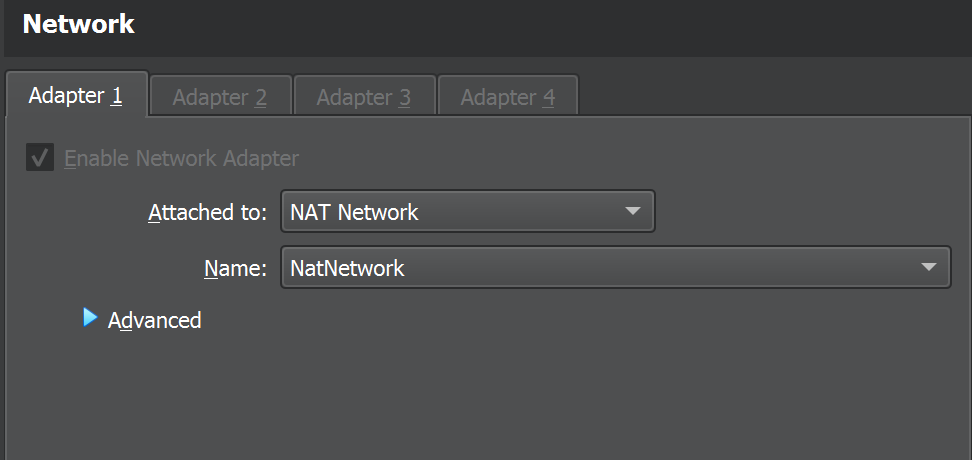 Network
Adapter 1 Adapter 2 Adapter 3 Adapter 4
Enable Network Adapter
Attached to: NAT Network
Name: NatNetwork
Advanced